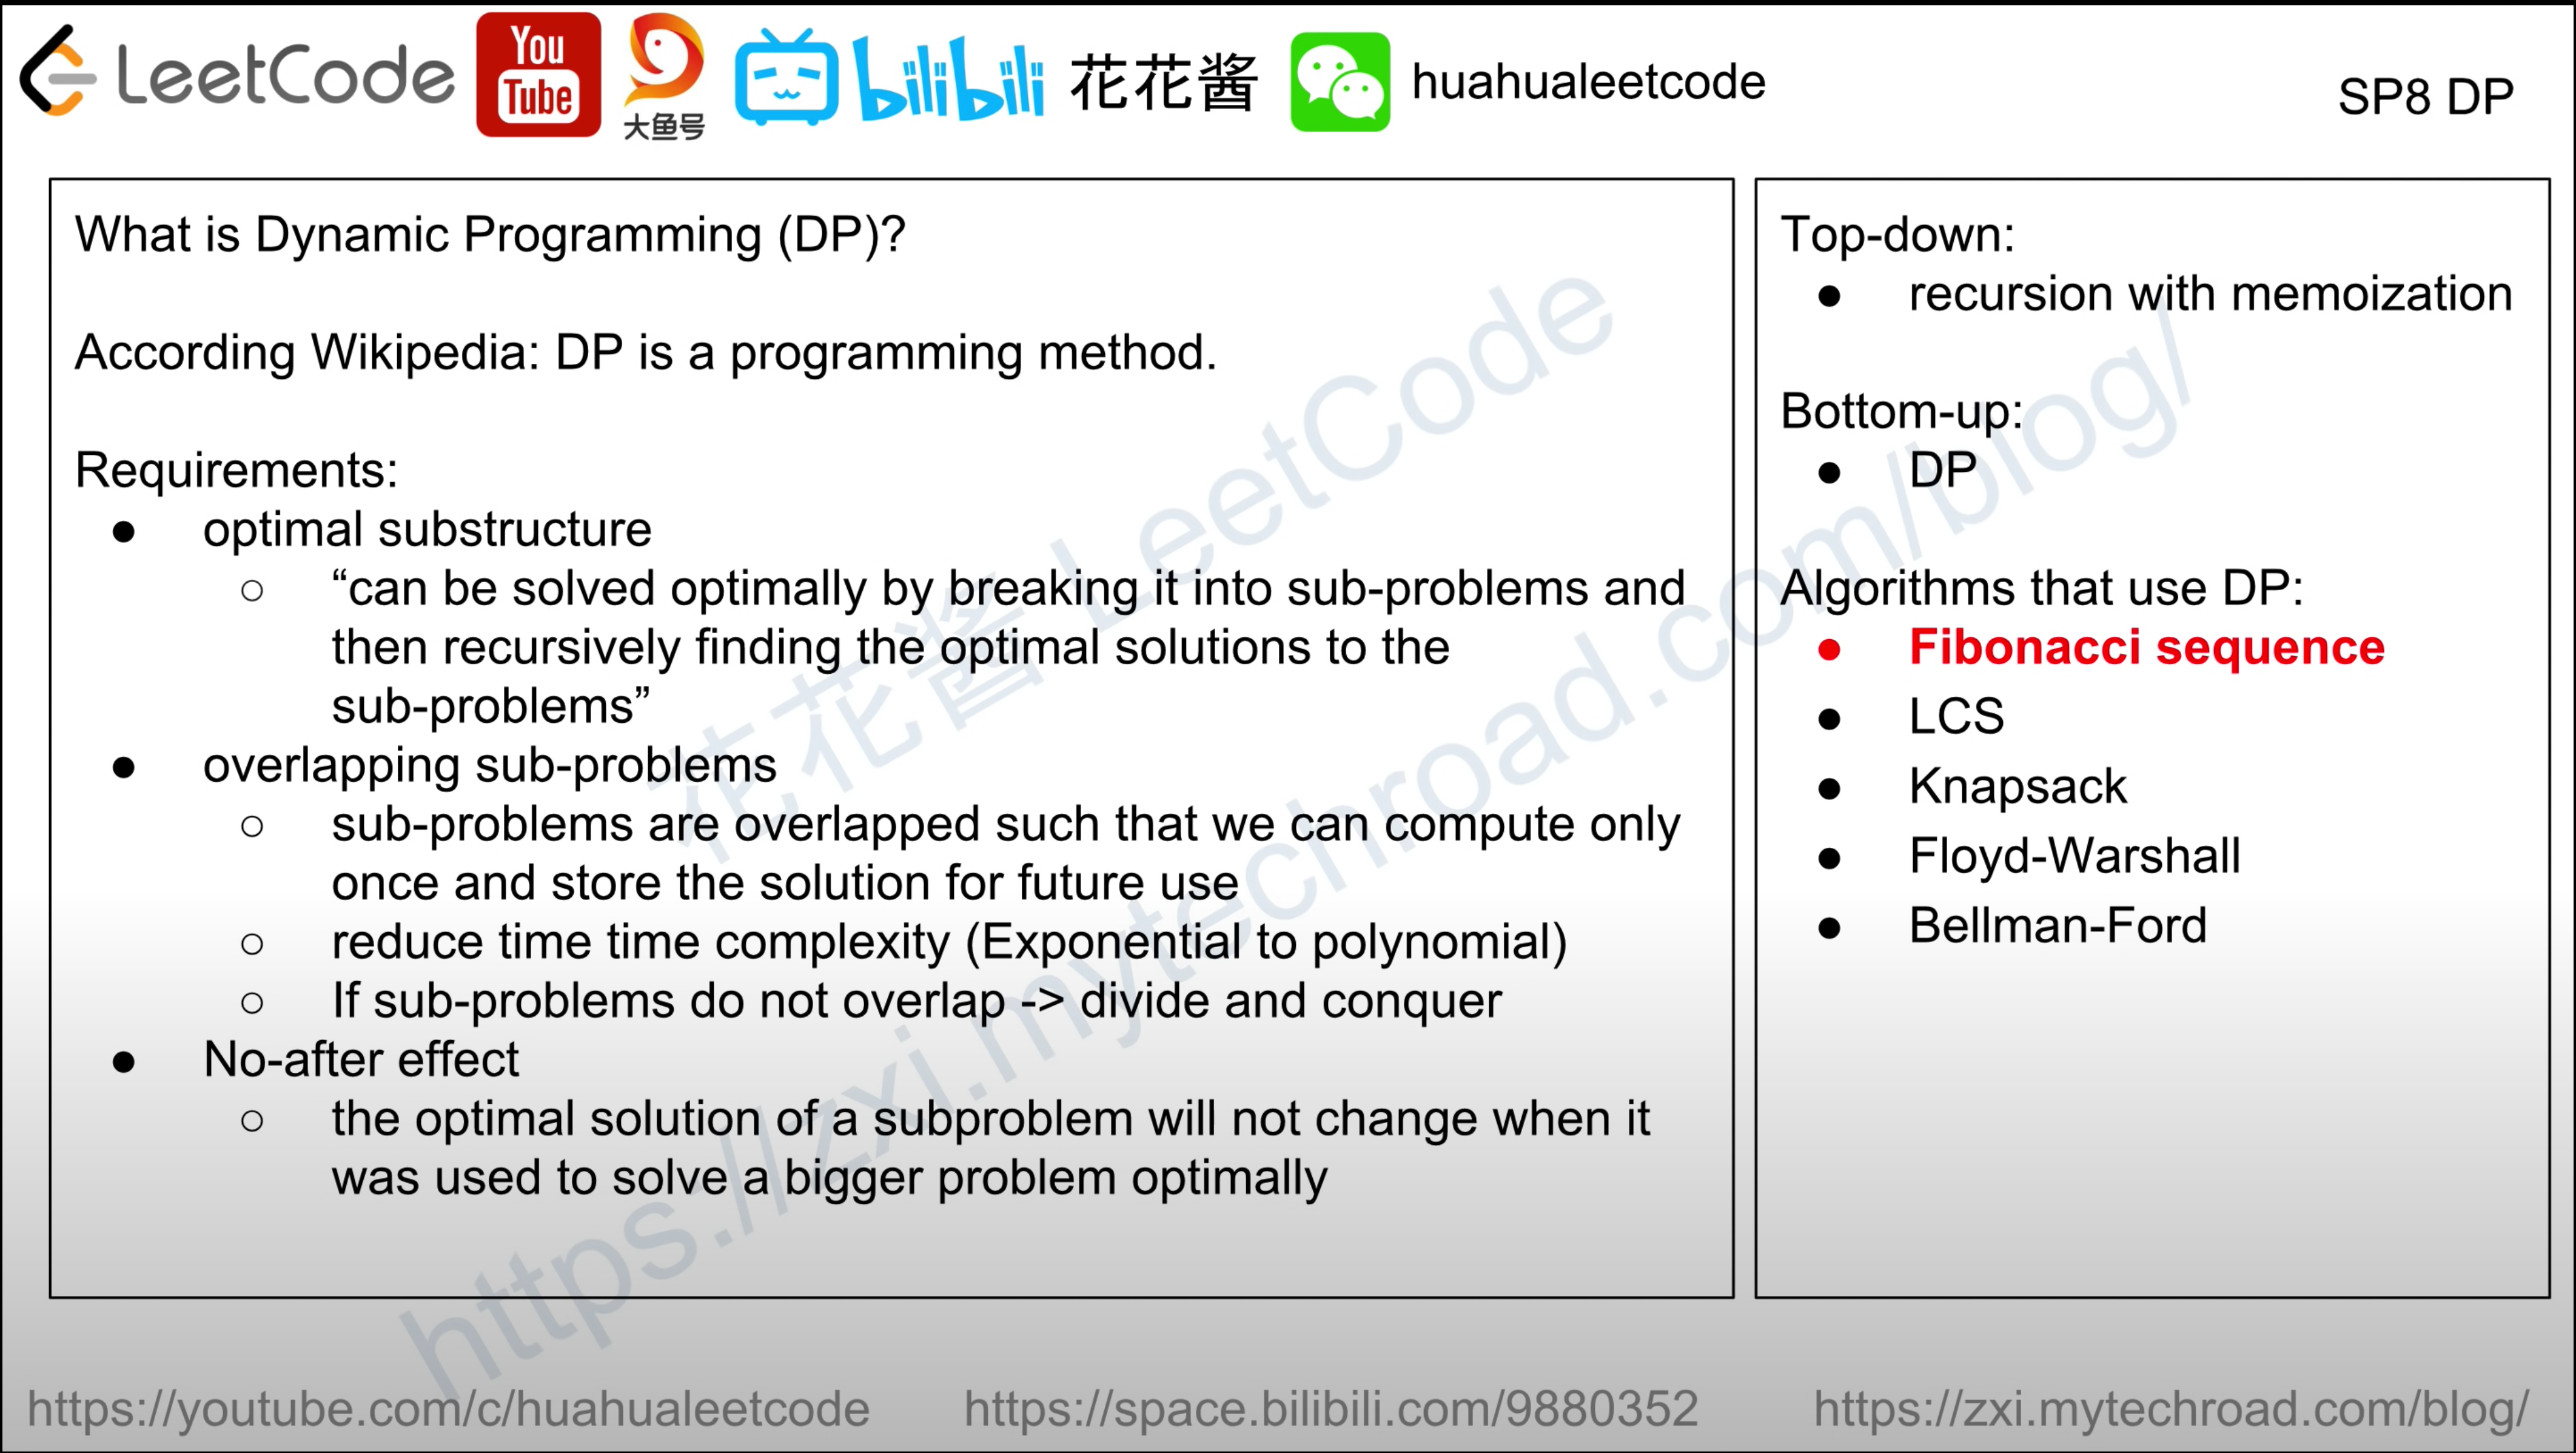 LeetCode You Tube 大鱼号 bilibili 花花酱 huahualeetcode SP8 DP
What is Dynamic Programming (DP)?
According Wikipedia: DP is a programming method.
Requirements:
● optimal substructure
○ “can be solved optimally by breaking it into sub-problems and
then recursively finding the optimal solutions to the
sub-problems”
● overlapping sub-problems
○ sub-problems are overlapped such that we can compute only
once and store the solution for future use
○ reduce time time complexity (Exponential to polynomial)
○ If sub-problems do not overlap -> divide and conquer
● No-after effect
○ the optimal solution of a subproblem will not change when it
was used to solve a bigger problem optimally
Top-down:
● recursion with memoization
Bottom-up:
● DP
Algorithms that use DP:
● Fibonacci sequence
● LCS
● Knapsack
● Floyd-Warshall
● Bellman-Ford
花花酱 LeetCode
https://zxi.mytechroad.com/blog/
https://youtube.com/c/huahualeetcode https://space.bilibili.com/9880352 https://zxi.mytechroad.com/blog/